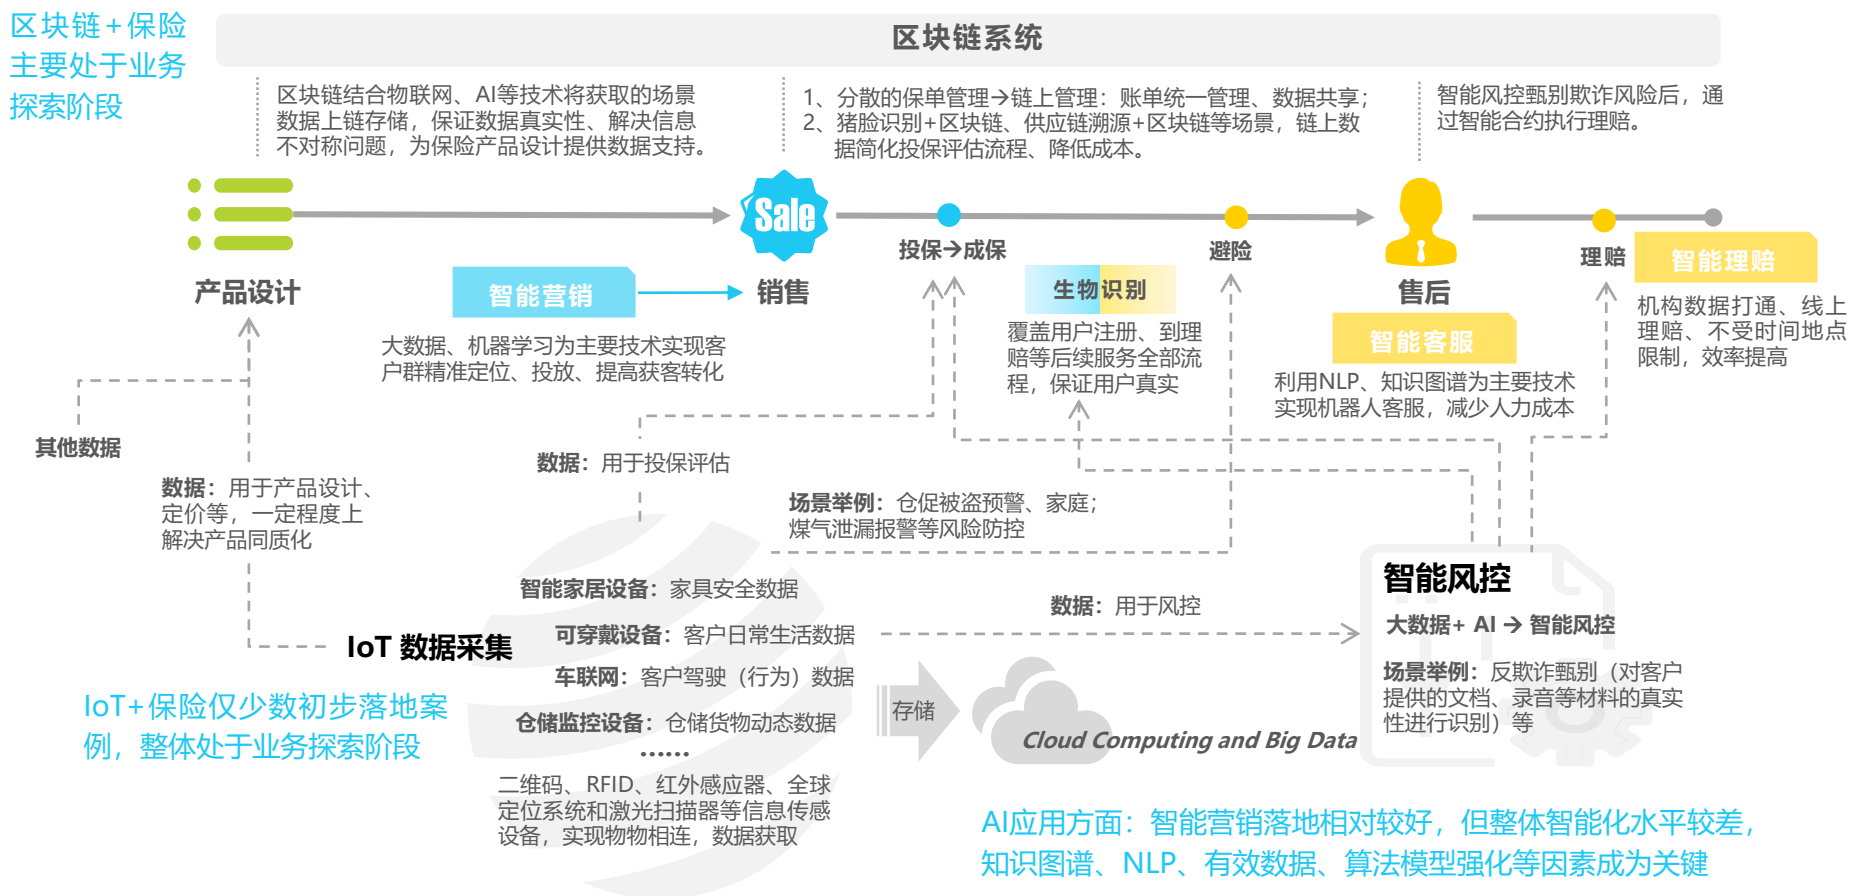 区块链+保险
主要处于业务
探索阶段
区块链系统
区块链结合物联网、AI等技术将获取的场景
数据上链存储，保证数据真实性、解决信息
不对称问题，为保险产品设计提供数据支持。
1、分散的保单管理→链上管理：账单统一管理、数据共享；
2、猪脸识别+区块链、供应链溯源+区块链等场景，链上数
据简化投保评估流程、降低成本。
智能风控甄别欺诈风险后，通
过智能合约执行理赔。
Sale
产品设计
智能营销
销售
投保→成保
避险
售后
理赔
智能理赔
生物识别
智能客服
大数据、机器学习为主要技术实现客
户群精准定位、投放、提高获客转化
覆盖用户注册、到理
赔等后续服务全部流
程，保证用户真实
利用NLP、知识图谱为主要技术
实现机器人客服，减少人力成本
机构数据打通、线上
理赔、不受时间地点
限制，效率提高
其他数据
数据：用于产品设计、
定价等，一定程度上
解决产品同质化
数据：用于投保评估
场景举例：仓促被盗预警、家庭；
煤气泄漏报警等风险防控
智能家居设备：家具安全数据
可穿戴设备：客户日常生活数据
IoT 数据采集
车联网：客户驾驶（行为）数据
仓储监控设备：仓储货物动态数据
......
二维码、RFID、红外感应器、全球
定位系统和激光扫描器等信息传感
设备，实现物物相连，数据获取
数据：用于风控
存储
Cloud Computing and Big Data
智能风控
大数据+ AI → 智能风控
场景举例：反欺诈甄别（对客户
提供的文档、录音等材料的真实
性进行识别）等
IoT+保险仅少数初步落地案
例，整体处于业务探索阶段
AI应用方面：智能营销落地相对较好，但整体智能化水平较差，
知识图谱、NLP、有效数据、算法模型强化等因素成为关键